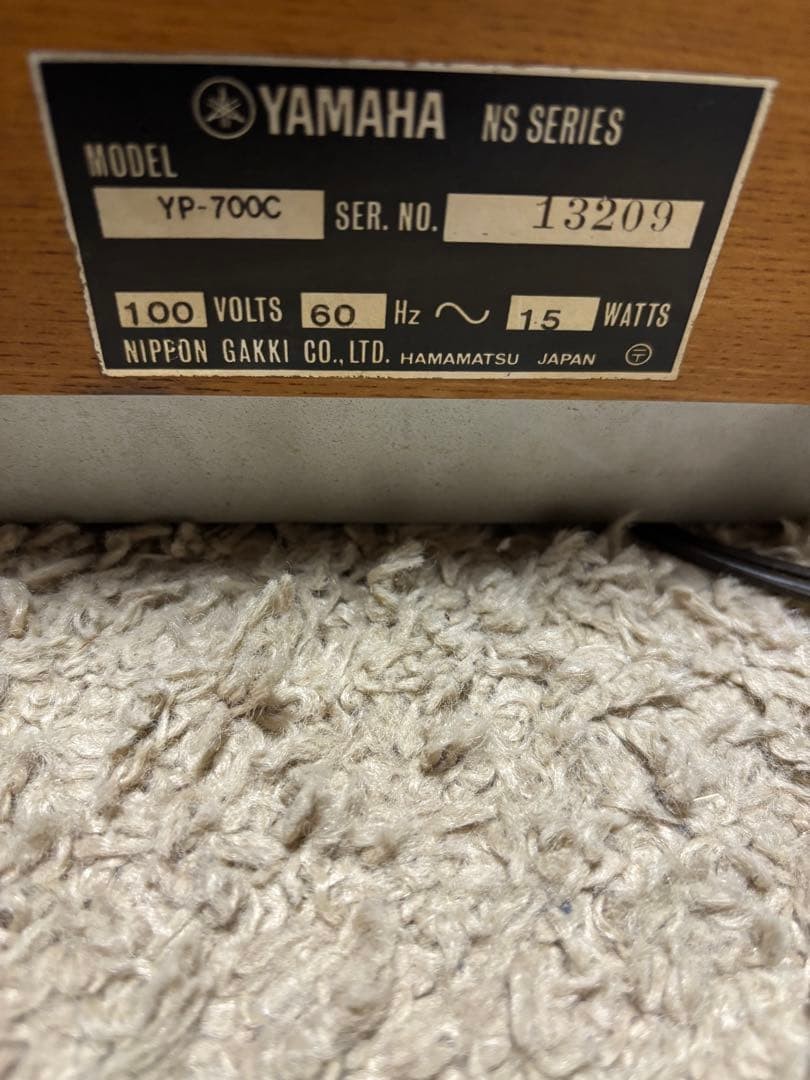 YAMAHA NS SERIES
MODEL
YP-700C SER. NO. 13209
100 VOLTS 60 Hz 15 WATTS
NIPPON GAKKI CO., LTD. HAMAMATSU JAPAN 〒